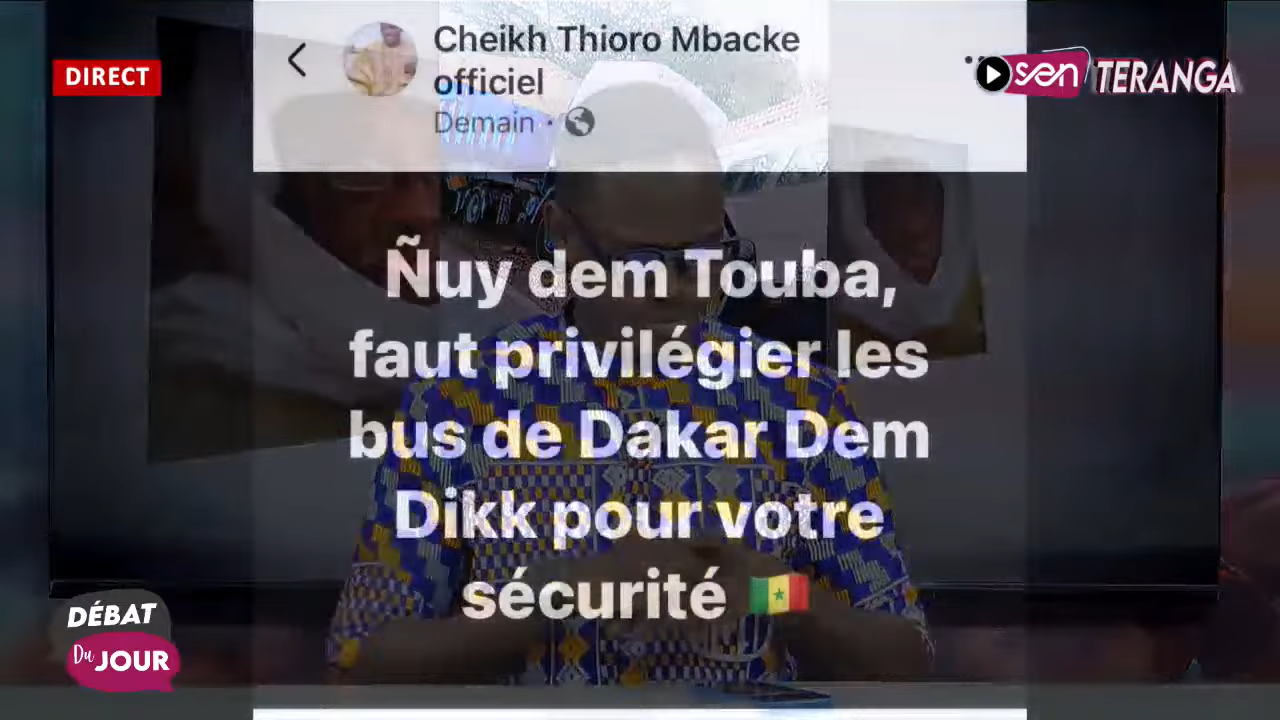 DIRECT
Cheikh Thioro Mbacke
officiel
Demain ·
sen TERANGA
Ñuy dem Touba,
faut privilégier les
bus de Dakar Dem
Dikk pour votre
sécurité 🇸🇳
DÉBAT
Du JOUR